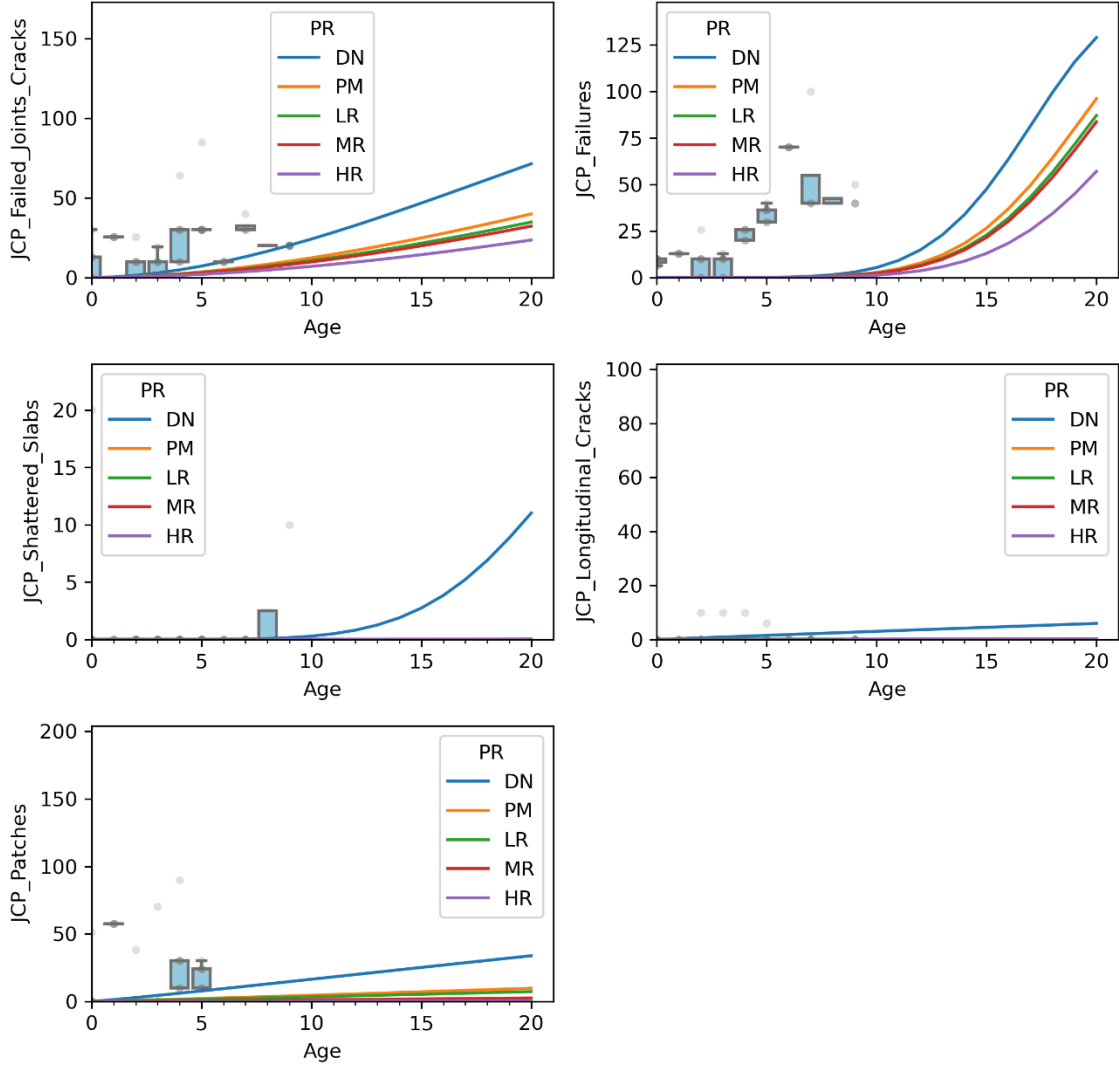 JCP_Failed_Joints_Cracks
150
100
50
0
0 5 10 15 20
Age
PR
DN
PM
LR
MR
HR
JCP_Failures
125
100
75
50
25
0
0 5 10 15 20
Age
PR
DN
PM
LR
MR
HR
JCP_Shattered_Slabs
20
15
10
5
0
0 5 10 15 20
Age
PR
DN
PM
LR
MR
HR
JCP_Longitudinal_Cracks
100
80
60
40
20
0
0 5 10 15 20
Age
PR
DN
PM
LR
MR
HR
JCP_Patches
200
150
100
50
0
0 5 10 15 20
Age
PR
DN
PM
LR
MR
HR